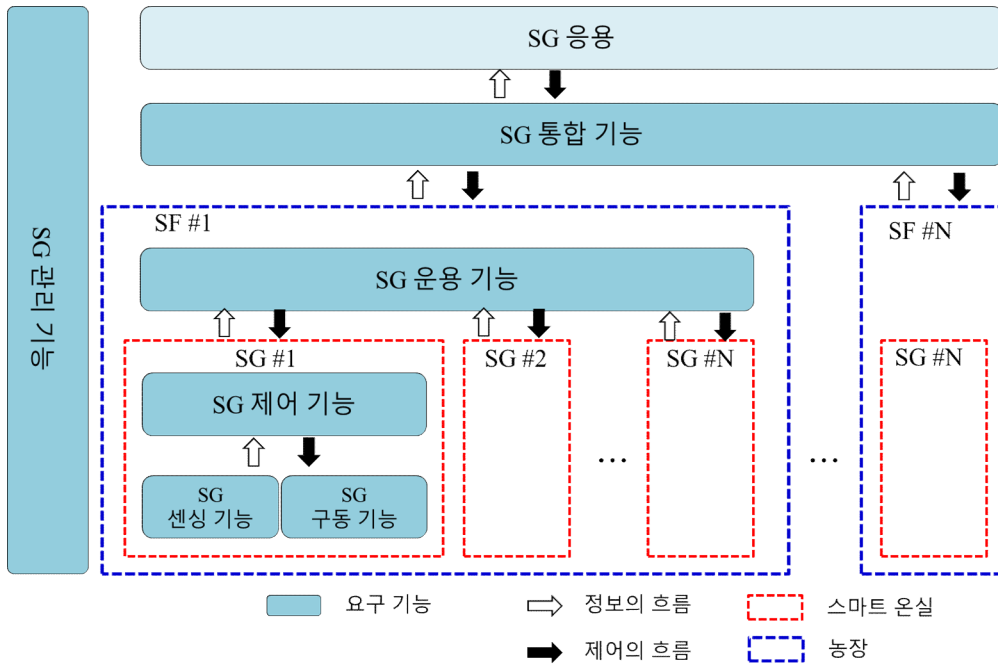 SG 응용
SG 통합 기능
SG 관리 기능
SF #1
SF #N
SG 운용 기능
SG #1
SG #2
SG #N
SG #N
SG 제어 기능
...
...
SG
센싱 기능
SG
구동 기능
요구 기능
정보의 흐름
스마트 온실
제어의 흐름
농장